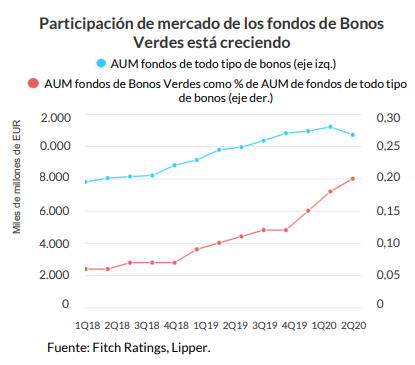 Participación de mercado de los fondos de Bonos
Verdes está creciendo
AUM fondos de todo tipo de bonos (eje izq.)
AUM fondos de Bonos Verdes como % de AUM de fondos de todo tipo
de bonos (eje der.)
Miles de millones de EUR
2.000 0,30
0.000 0,25
8.000 0,20
6.000 0,15
4.000 0,10
2.000 0,05
0 0
1Q18 2Q18 3Q18 4Q18 1Q19 2Q19 3Q19 4Q19 1Q20 2Q20
Fuente: Fitch Ratings, Lipper.